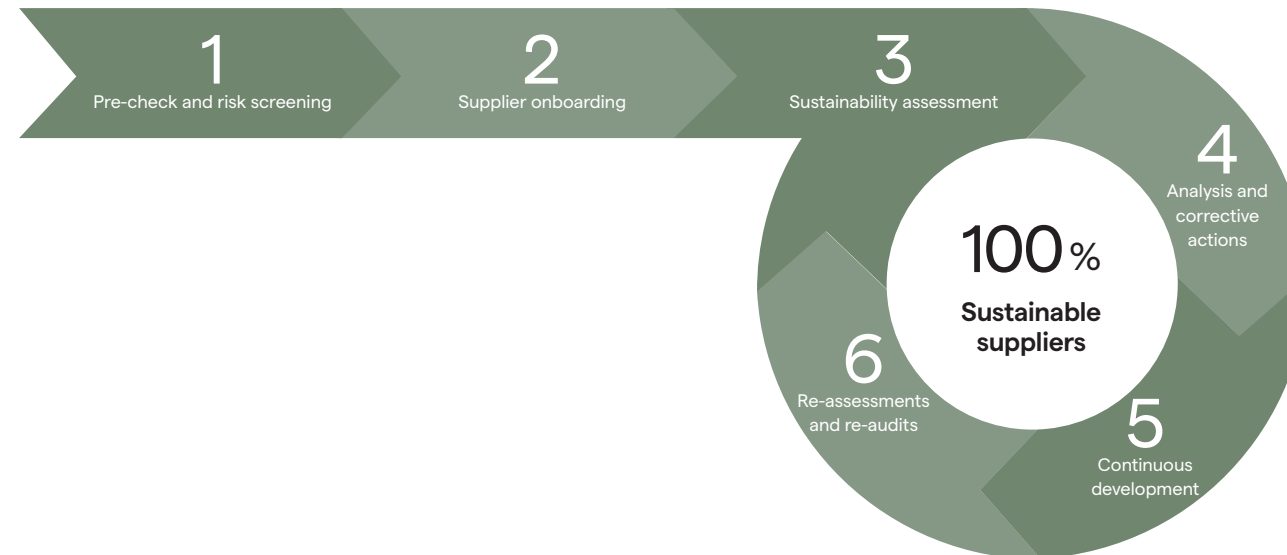 1
Pre-check and risk screening
2
Supplier onboarding
3
Sustainability assessment
4
Analysis and
corrective
actions
5
Continuous
development
6
Re-assessments
and re-audits
100 %
Sustainable
suppliers